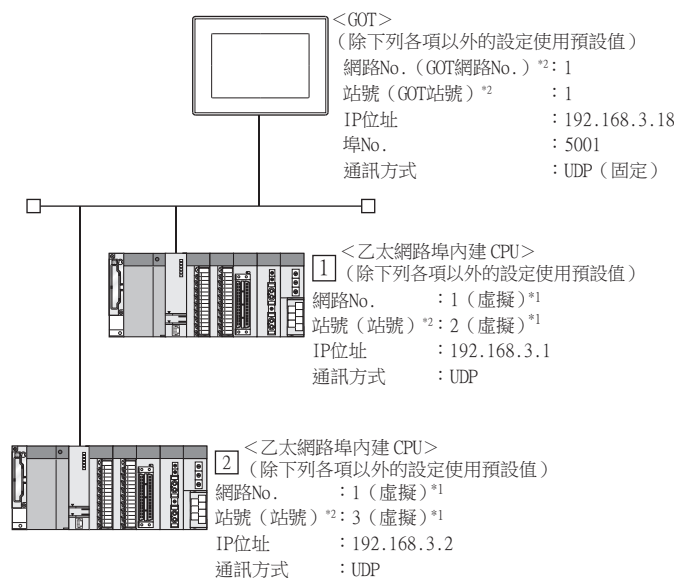 <GOT>
(除下列各項以外的設定使用預設值)
網路No.(GOT網路No.)*2:1
站號(GOT站號)*2:1
IP位址:192.168.3.18
埠No.:5001
通訊方式:UDP(固定)
1 <乙太網路埠內建 CPU>
(除下列各項以外的設定使用預設值)
網路No.:1(虛擬)*1
站號(站號)*2:2(虛擬)*1
IP位址:192.168.3.1
通訊方式:UDP
2 <乙太網路埠內建 CPU>
(除下列各項以外的設定使用預設值)
網路No.:1(虛擬)*1
站號(站號)*2:3(虛擬)*1
IP位址:192.168.3.2
通訊方式:UDP